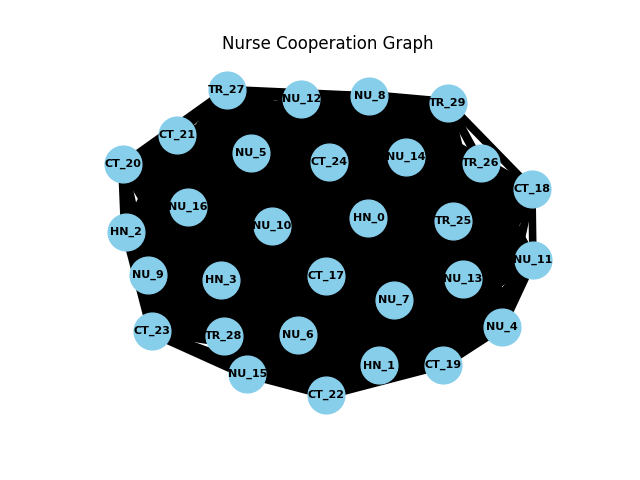 Nurse Cooperation Graph
TR_27
NU_12
NU_8
TR_29
CT_21
NU_5
CT_24
NU_14
TR_26
CT_20
CT_18
NU_16
NU_10
HN_0
TR_25
HN_2
NU_11
NU_9
HN_3
CT_17
NU_13
NU_7
CT_23
TR_28
NU_6
NU_4
NU_15
HN_1
CT_19
CT_22